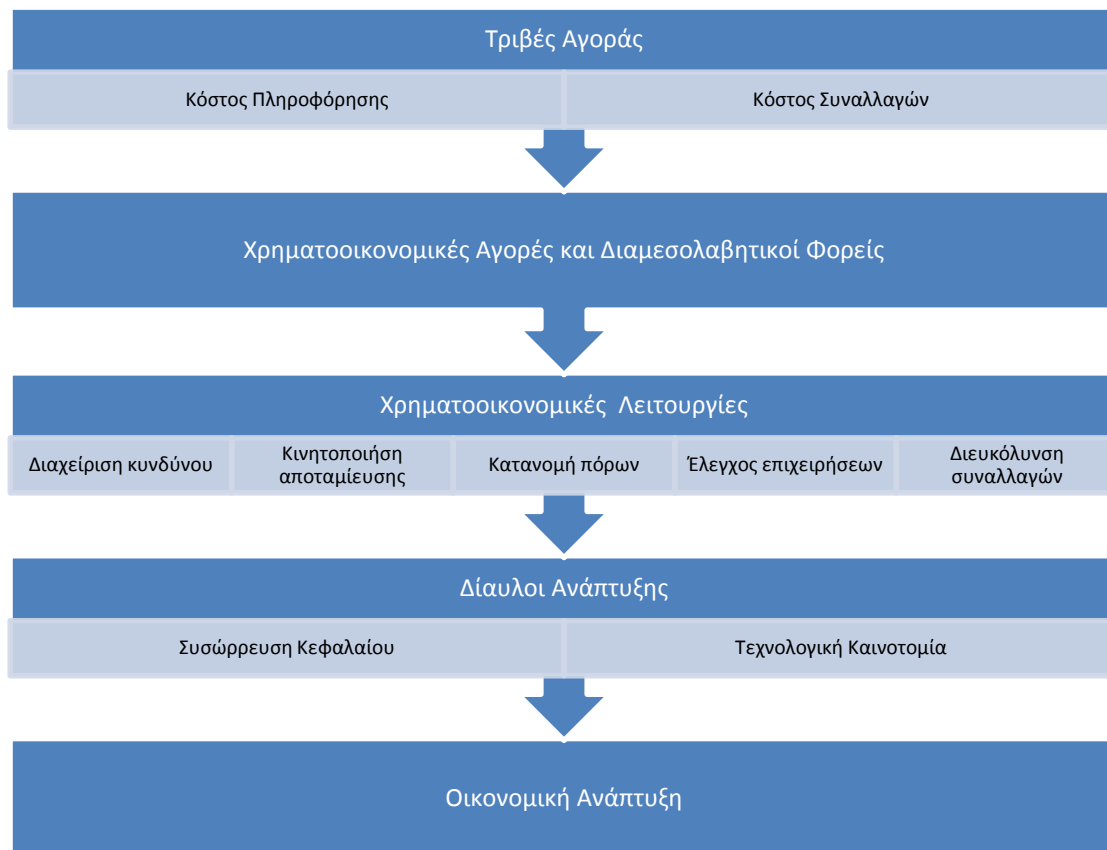 Τριβές Αγοράς
Κόστος Πληροφόρησης
Κόστος Συναλλαγών
Χρηματοοικονομικές Αγορές και Διαμεσολαβητικοί Φορείς
Χρηματοοικονομικές Λειτουργίες
Διαχείριση κυνδύνου
Κινητοποιήση
αποταμίευσης
Κατανομή πόρων
Έλεγχος επιχειρήσεων
Διευκόλυνση
συναλλαγών
Δίαυλοι Ανάπτυξης
Συσώρρευση Κεφαλαίου
Τεχνολογική Καινοτομία
Οικονομική Ανάπτυξη